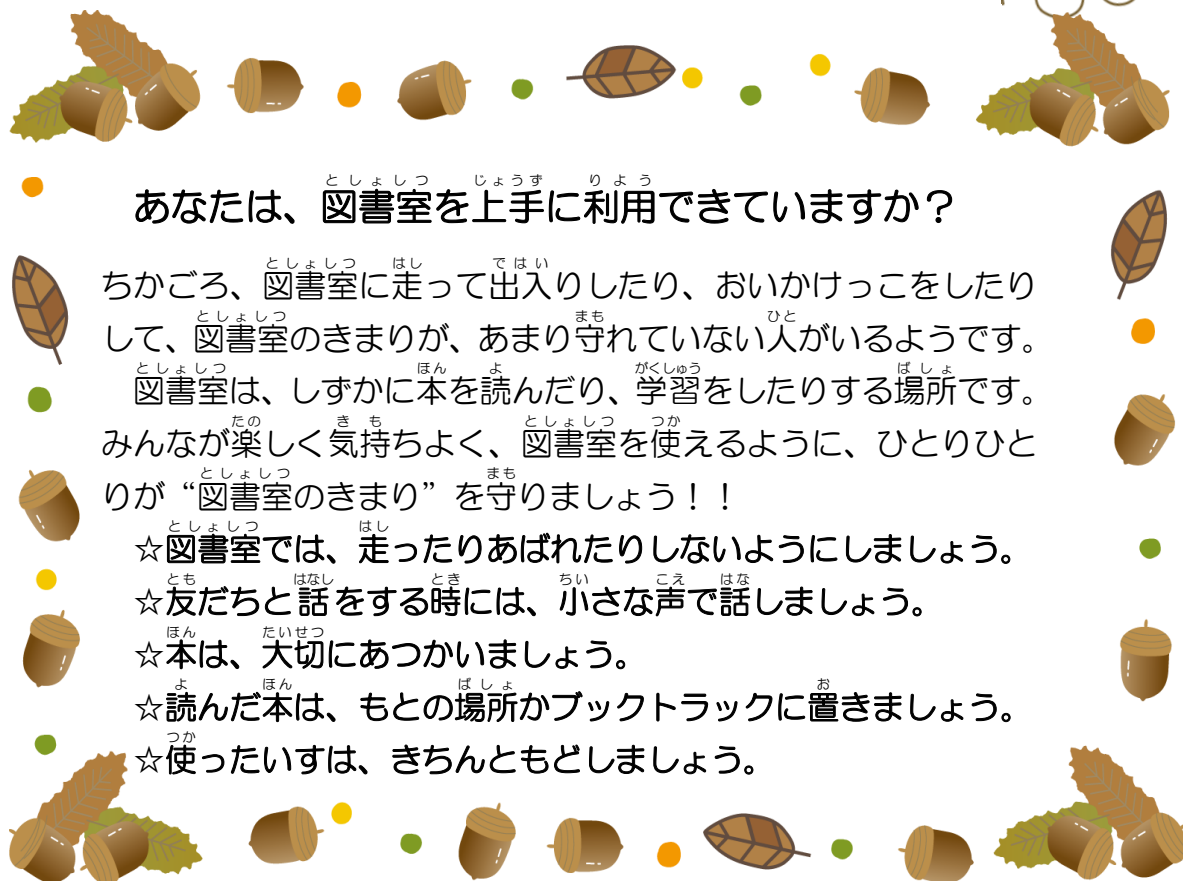 あなたは、図書室を上手に利用できていますか？
ちかごろ、図書室に走って出入りしたり、おいかけっこをしたり
して、図書室のきまりが、あまり守れていない人がいるようです。
図書室は、しずかに本を読んだり、学習をしたりする場所です。
みんなが楽しく気持ちよく、図書室を使えるように、ひとりひと
りが“図書室のきまり”を守りましょう！！
☆図書室では、走ったりあばれたりしないようにしましょう。
☆友だちと話をする時には、小さな声で話しましょう。
☆本は、大切にあつかいましょう。
☆読んだ本は、もとの場所かブックトラックに置きましょう。
☆使ったいすは、きちんともどしましょう。